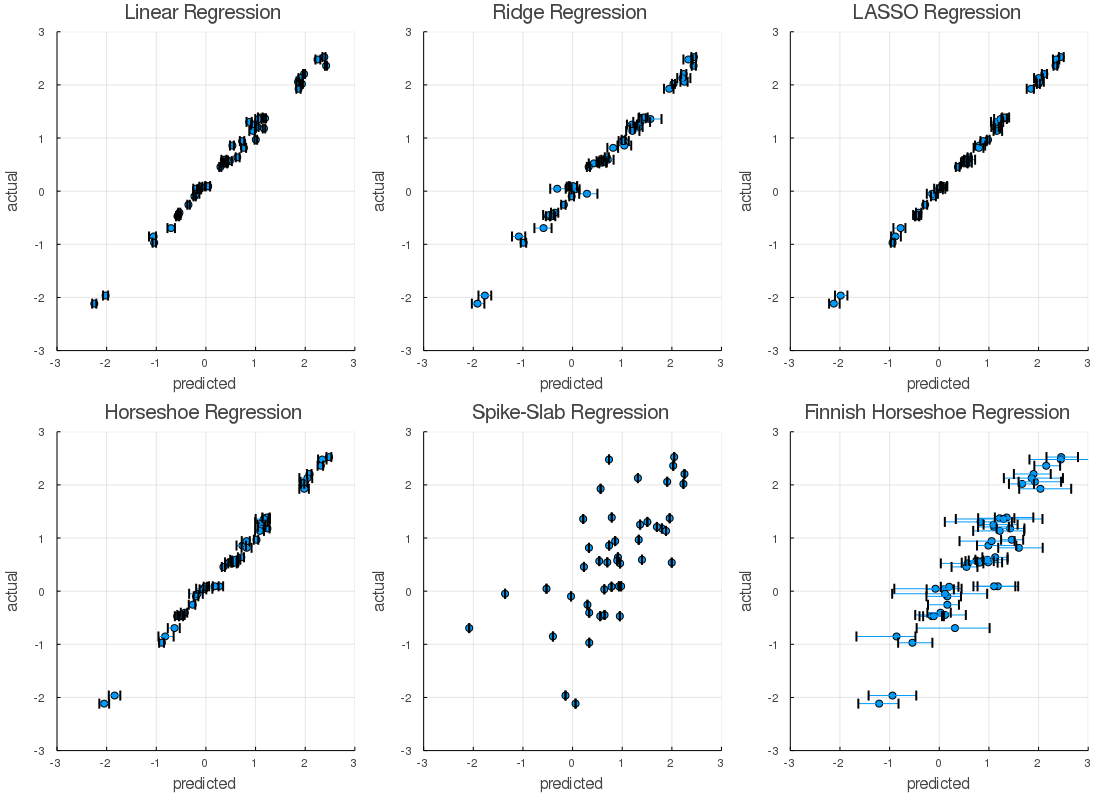 Linear Regression
3
2
1
0
-1
-2
-3
actual
-3 -2 -1 0 1 2 3
predicted
Ridge Regression
3
2
1
0
-1
-2
-3
actual
-3 -2 -1 0 1 2 3
predicted
LASSO Regression
3
2
1
0
-1
-2
-3
actual
-3 -2 -1 0 1 2 3
predicted
Horseshoe Regression
3
2
1
0
-1
-2
-3
actual
-3 -2 -1 0 1 2 3
predicted
Spike-Slab Regression
3
2
1
0
-1
-2
-3
actual
-3 -2 -1 0 1 2 3
predicted
Finnish Horseshoe Regression
3
2
1
0
-1
-2
-3
actual
-3 -2 -1 0 1 2 3
predicted